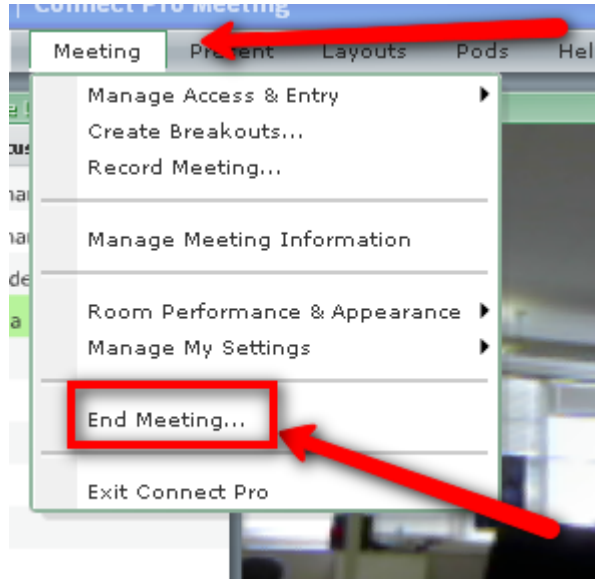 Connect Pro Meeting
Meeting Present Layouts Pods Hel
Manage Access & Entry
Create Breakouts...
Record Meeting...
Manage Meeting Information
Room Performance & Appearance
Manage My Settings
End Meeting...
Exit Connect Pro